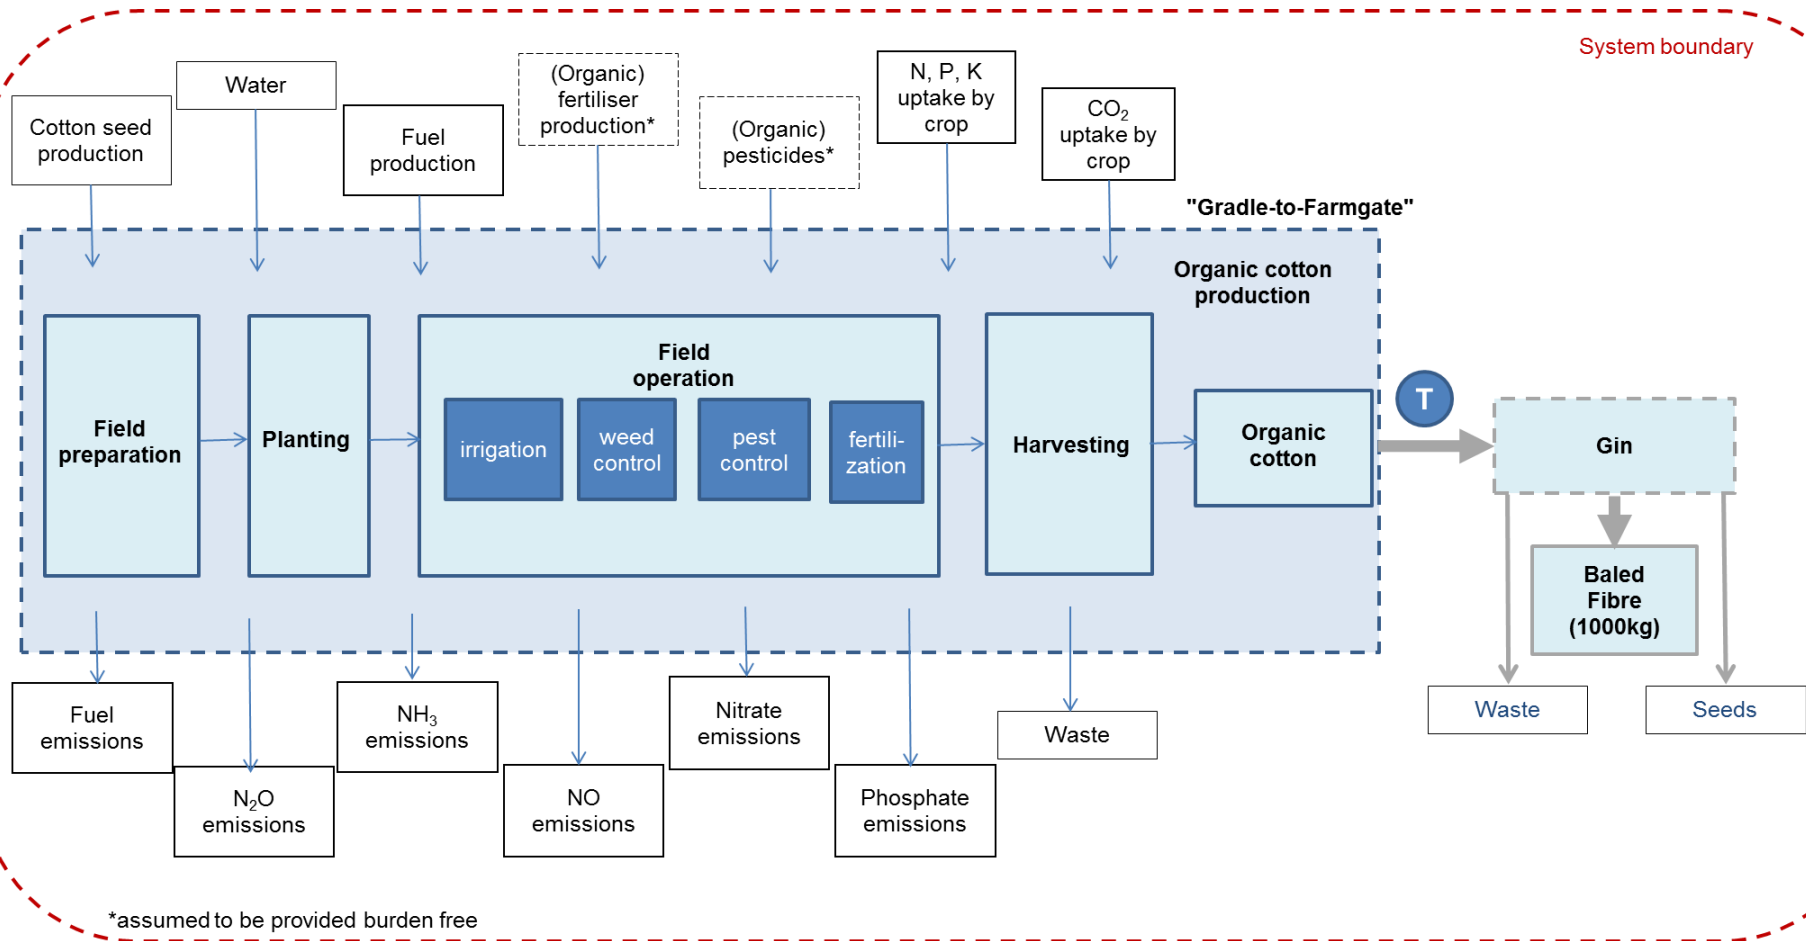 System boundary
Cotton seed
production
Water
Fuel
production
(Organic)
fertiliser
production*
(Organic)
pesticides*
N, P, K
uptake by
crop
CO₂
uptake by
crop
"Gradle-to-Farmgate"
Organic cotton
production
Field
preparation
Planting
Field
operation
irrigation
weed
control
pest
control
fertili-
zation
Harvesting
Organic
cotton
T
Gin
Baled
Fibre
(1000kg)
Waste
Seeds
Fuel
emissions
N₂O
emissions
NH₃
emissions
NO
emissions
Nitrate
emissions
Phosphate
emissions
Waste
*assumed to be provided burden free